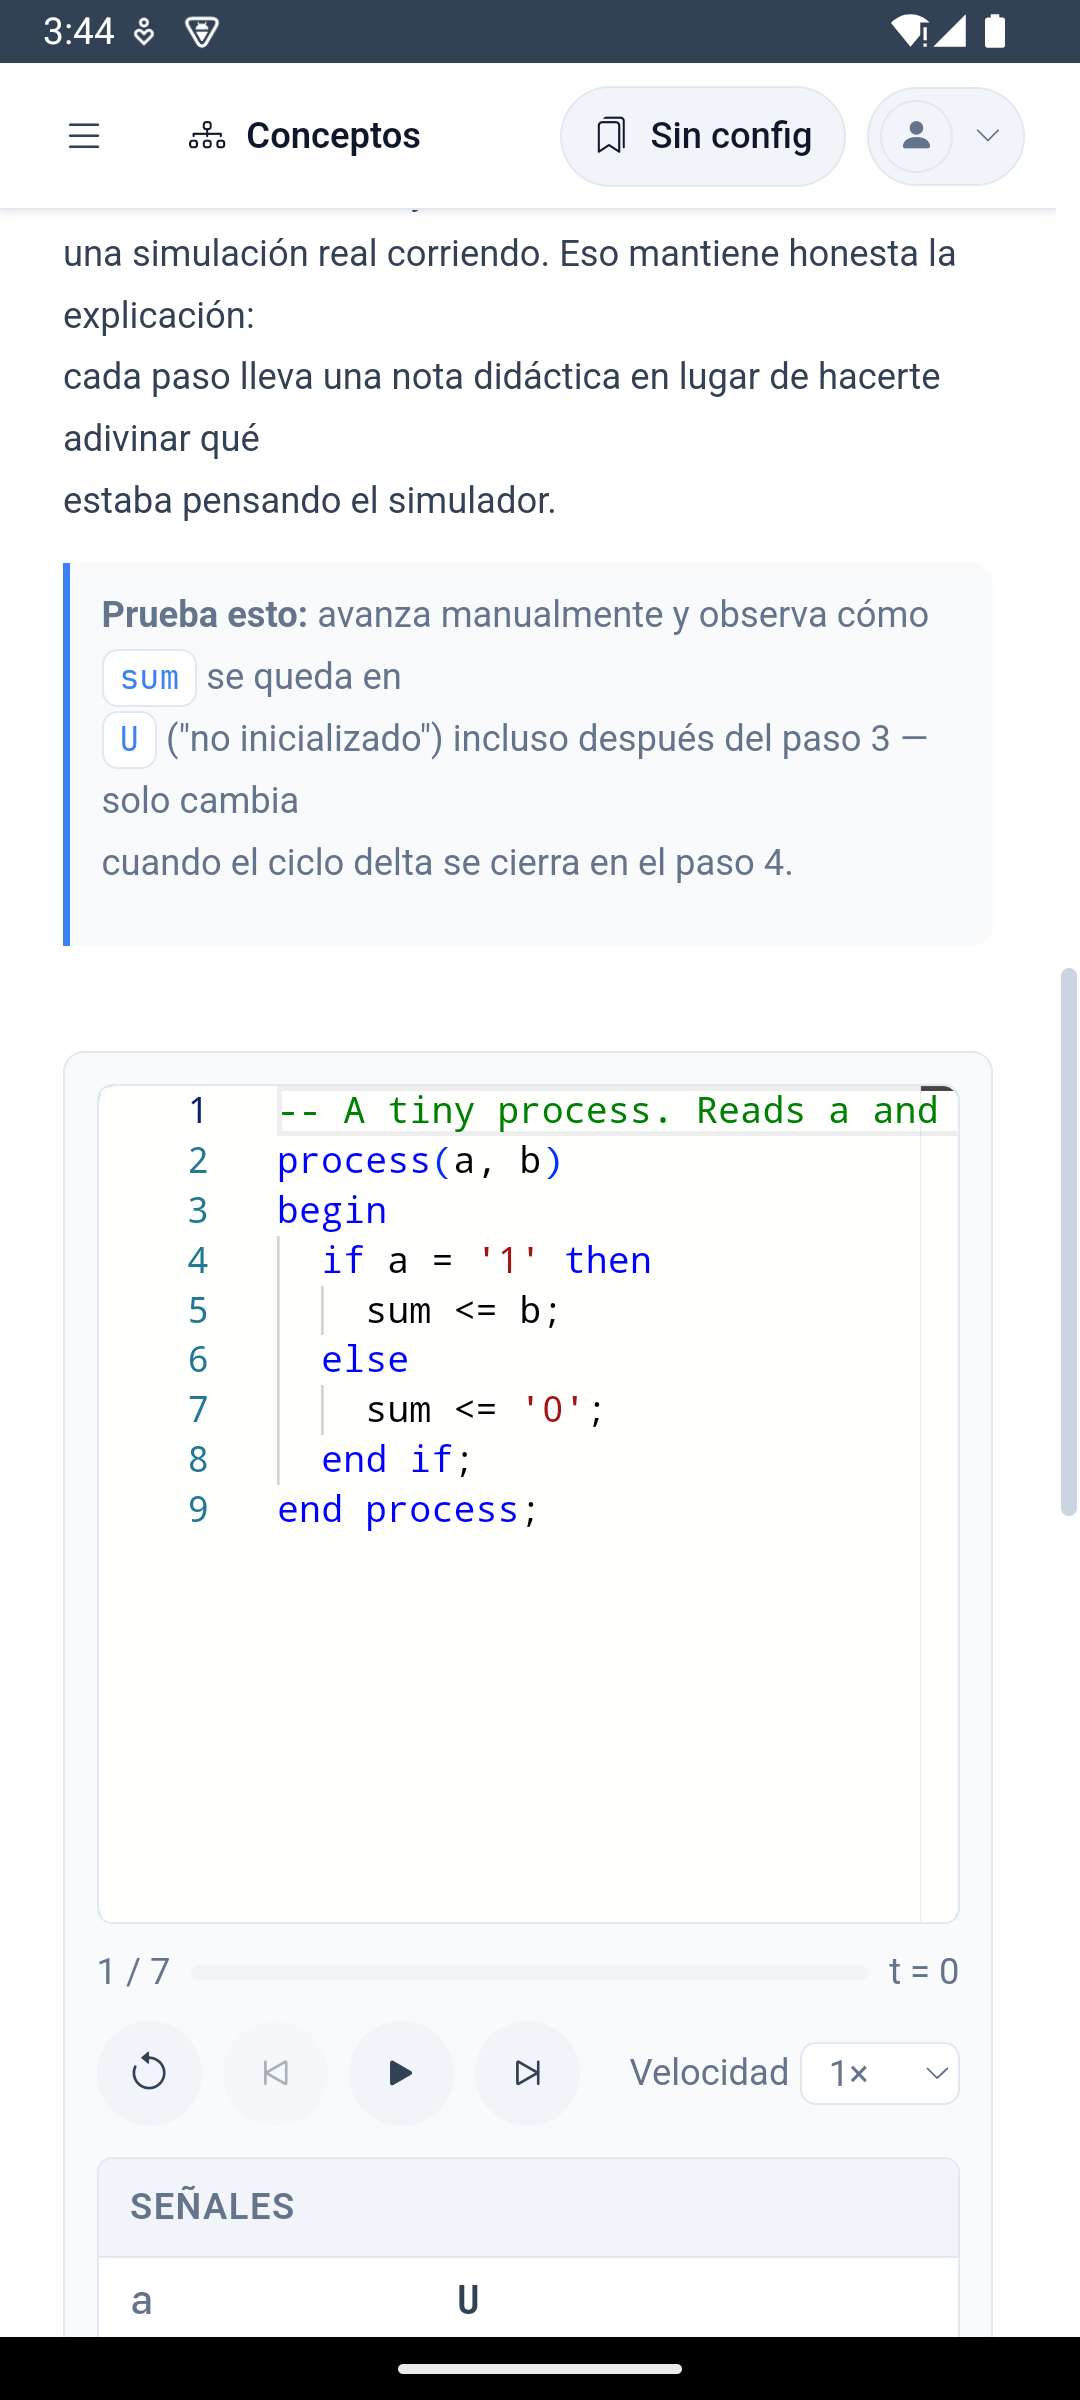 3:44
Conceptos
Sin config
una simulación real corriendo. Eso mantiene honesta la
explicación:
cada paso lleva una nota didáctica en lugar de hacerte
adivinar qué
estaba pensando el simulador.
Prueba esto: avanza manualmente y observa cómo
sum se queda en
U ("no inicializado") incluso después del paso 3 —
solo cambia
cuando el ciclo delta se cierra en el paso 4.
1 -- A tiny process. Reads a and
2 process(a, b)
3 begin
4 if a = '1' then
5 sum <= b;
6 else
7 sum <= '0';
8 end if;
9 end process;
1 / 7
t = 0
Velocidad 1×
SEÑALES
a U